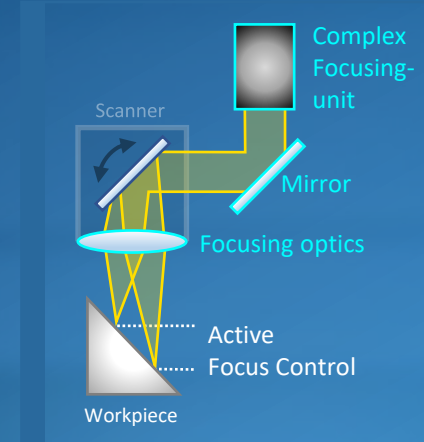 Complex
Focusing-
unit
Scanner
Mirror
Focusing optics
Active
Focus Control
Workpiece